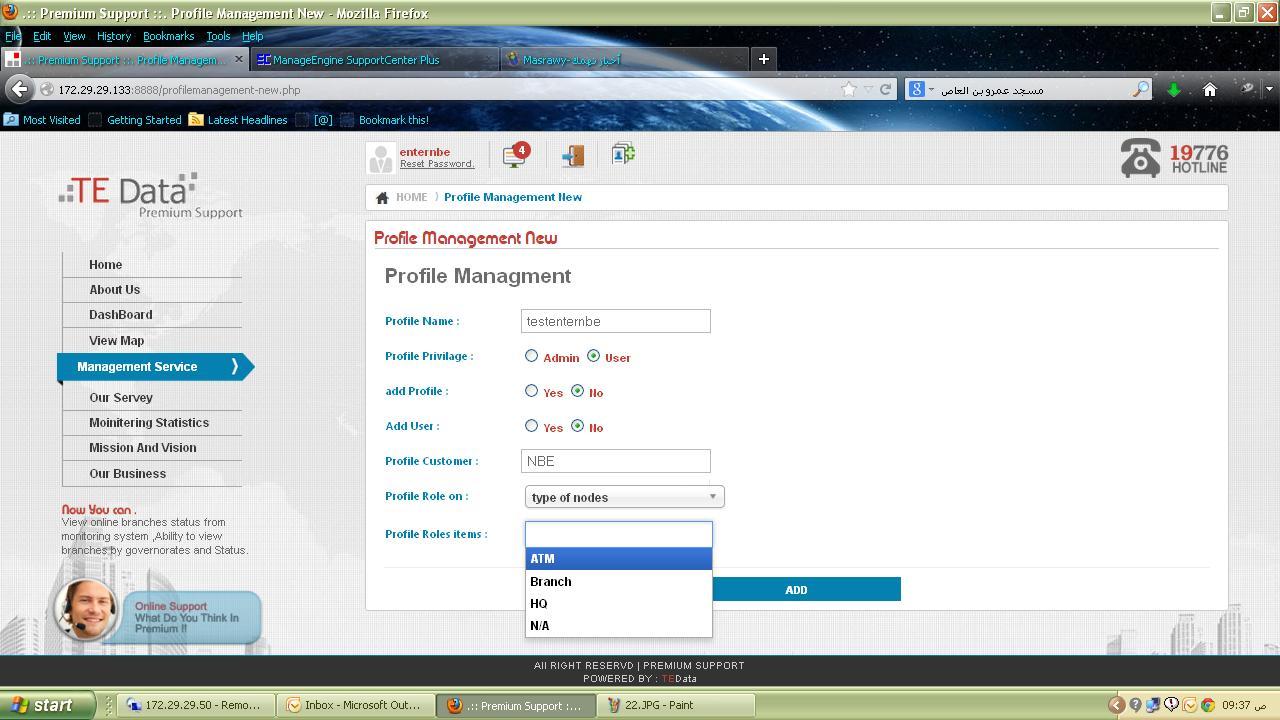 .:: Premium Support ::. Profile Management New - Mozilla Firefox
File Edit View History Bookmarks Tools Help
.:: Premium Support ::. Profile Managem...
ManageEngine SupportCenter Plus
Masrawy-أخبار تهمك
172.29.29.133:8888/profilemanagement-new.php
مسجد عمرو بن العاص
Most Visited Getting Started Latest Headlines [@] Bookmark this!
enternbe
Reset Password.
4
19776
HOTLINE
TE Data
Premium Support
HOME Profile Management New
Profile Management New
Profile Managment
Home
About Us
DashBoard
View Map
Management Service
Our Servey
Moinitering Statistics
Mission And Vision
Our Business
Now You can .
View online branches status from
monitoring system ,Ability to view
branches by governorates and Status.
Online Support
What Do You Think In
Premium !!
Profile Name : testenternbe
Profile Privilage : Admin User
add Profile : Yes No
Add User : Yes No
Profile Customer : NBE
Profile Role on : type of nodes
Profile Roles items :
ATM
Branch
HQ
N/A
ADD
All RIGHT RESERVD | PREMIUM SUPPORT
POWERED BY : TEData
start
172.29.29.50 - Remo...
Inbox - Microsoft Out...
.:: Premium Support :...
22.JPG - Paint
09:37 ص